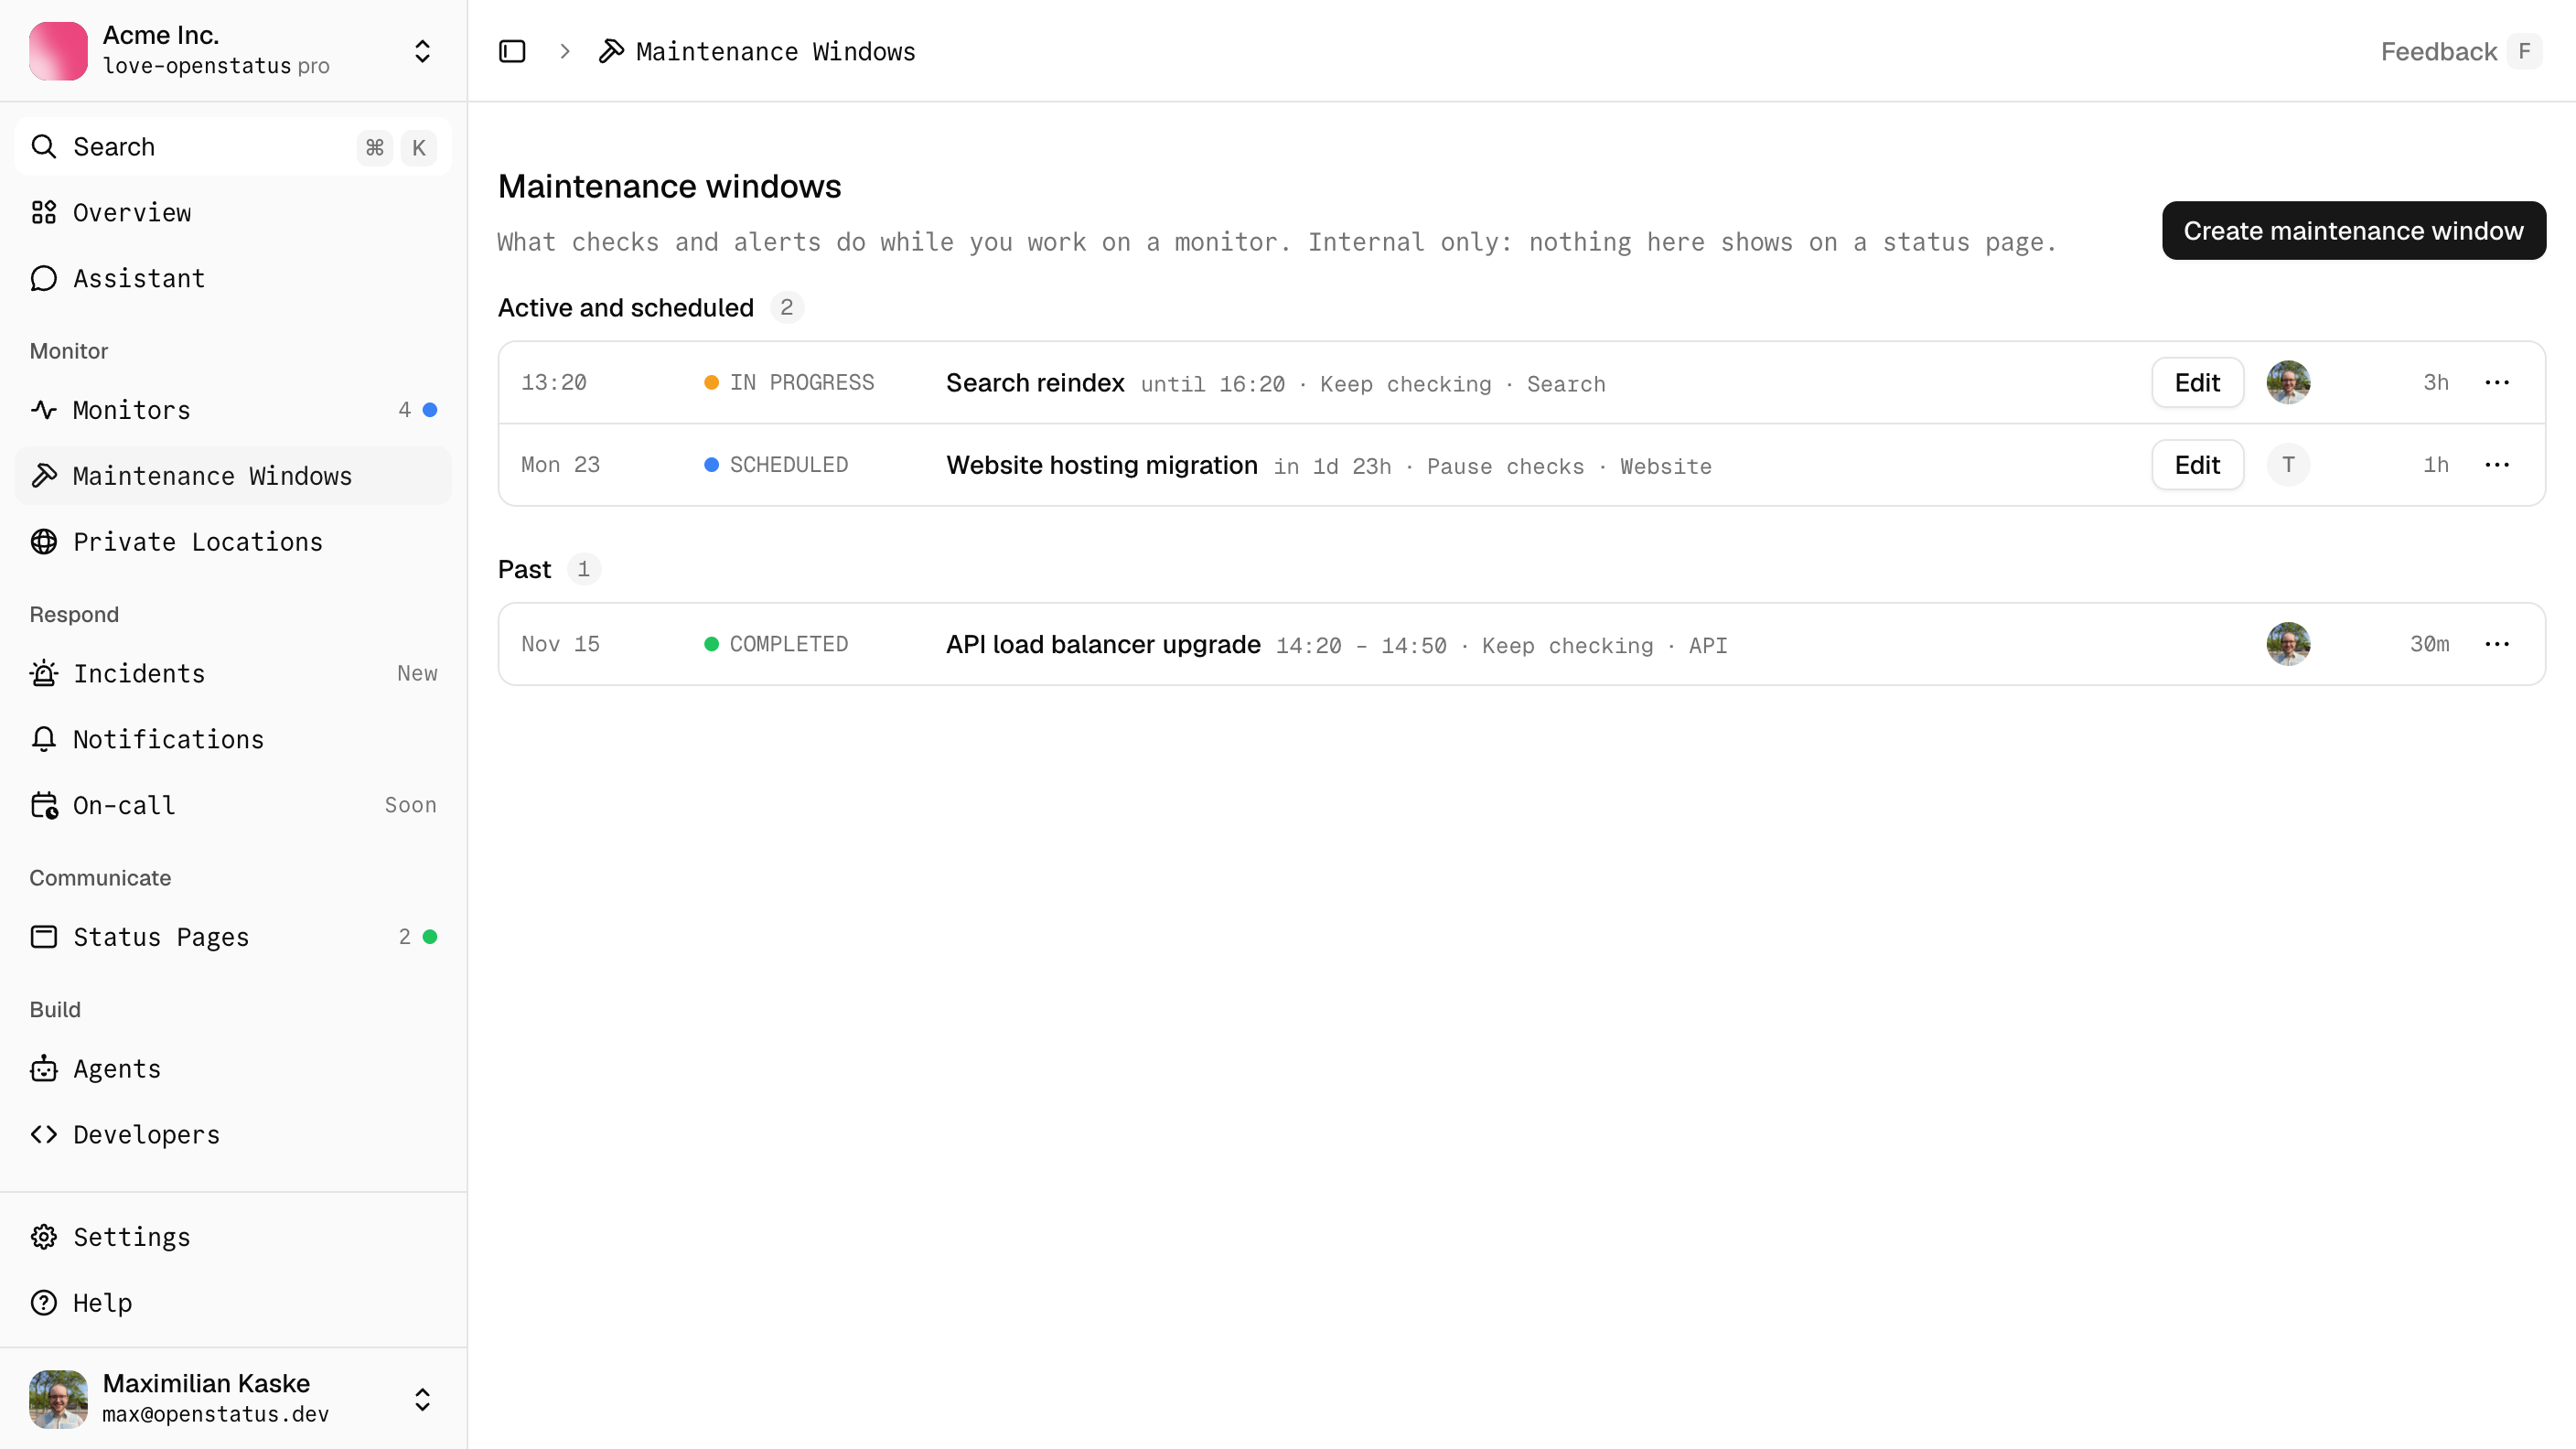 Acme Inc.
love-openstatus pro
Search ⌘ K
Overview
Assistant
Monitor
Monitors 4
Maintenance Windows
Private Locations
Respond
Incidents New
Notifications
On-call Soon
Communicate
Status Pages 2
Build
Agents
Developers
Settings
Help
Maximilian Kaske
max@openstatus.dev
Maintenance Windows
Feedback F
Maintenance windows
What checks and alerts do while you work on a monitor. Internal only: nothing here shows on a status page.
Create maintenance window
Active and scheduled 2
13:20 IN PROGRESS Search reindex until 16:20 · Keep checking · Search Edit 3h
Mon 23 SCHEDULED Website hosting migration in 1d 23h · Pause checks · Website Edit T 1h
Past 1
Nov 15 COMPLETED API load balancer upgrade 14:20 – 14:50 · Keep checking · API 30m